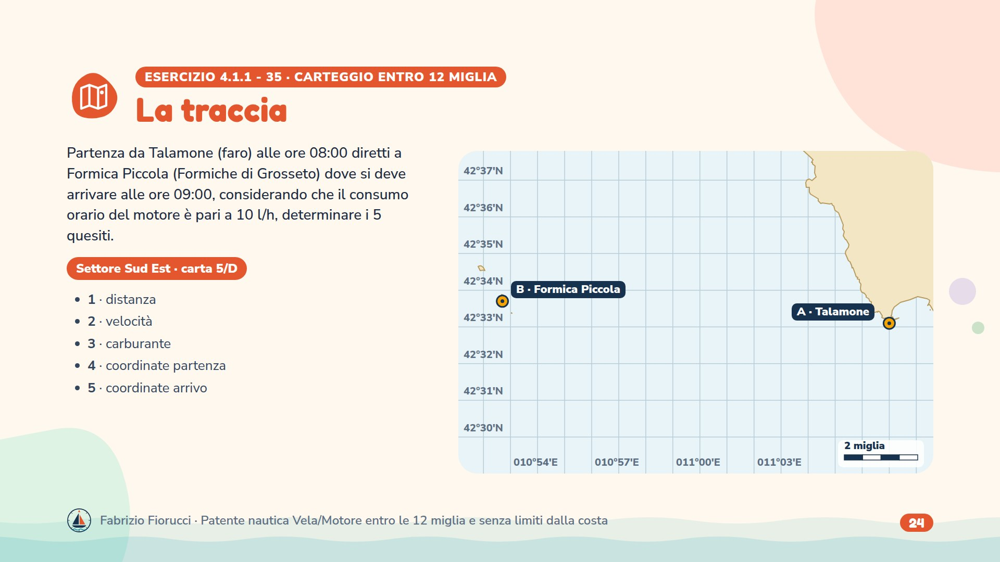 ESERCIZIO 4.1.1 - 35 · CARTEGGIO ENTRO 12 MIGLIA
La traccia
Partenza da Talamone (faro) alle ore 08:00 diretti a
Formica Piccola (Formiche di Grosseto) dove si deve
arrivare alle ore 09:00, considerando che il consumo
orario del motore è pari a 10 l/h, determinare i 5
quesiti.
Settore Sud Est · carta 5/D
1 · distanza
2 · velocità
3 · carburante
4 · coordinate partenza
5 · coordinate arrivo
42°37'N
42°36'N
42°35'N
42°34'N
B · Formica Piccola
A · Talamone
42°33'N
42°32'N
42°31'N
42°30'N
2 miglia
010°54'E
010°57'E
011°00'E
011°03'E
Fabrizio Fiorucci · Patente nautica Vela/Motore entro le 12 miglia e senza limiti dalla costa
24